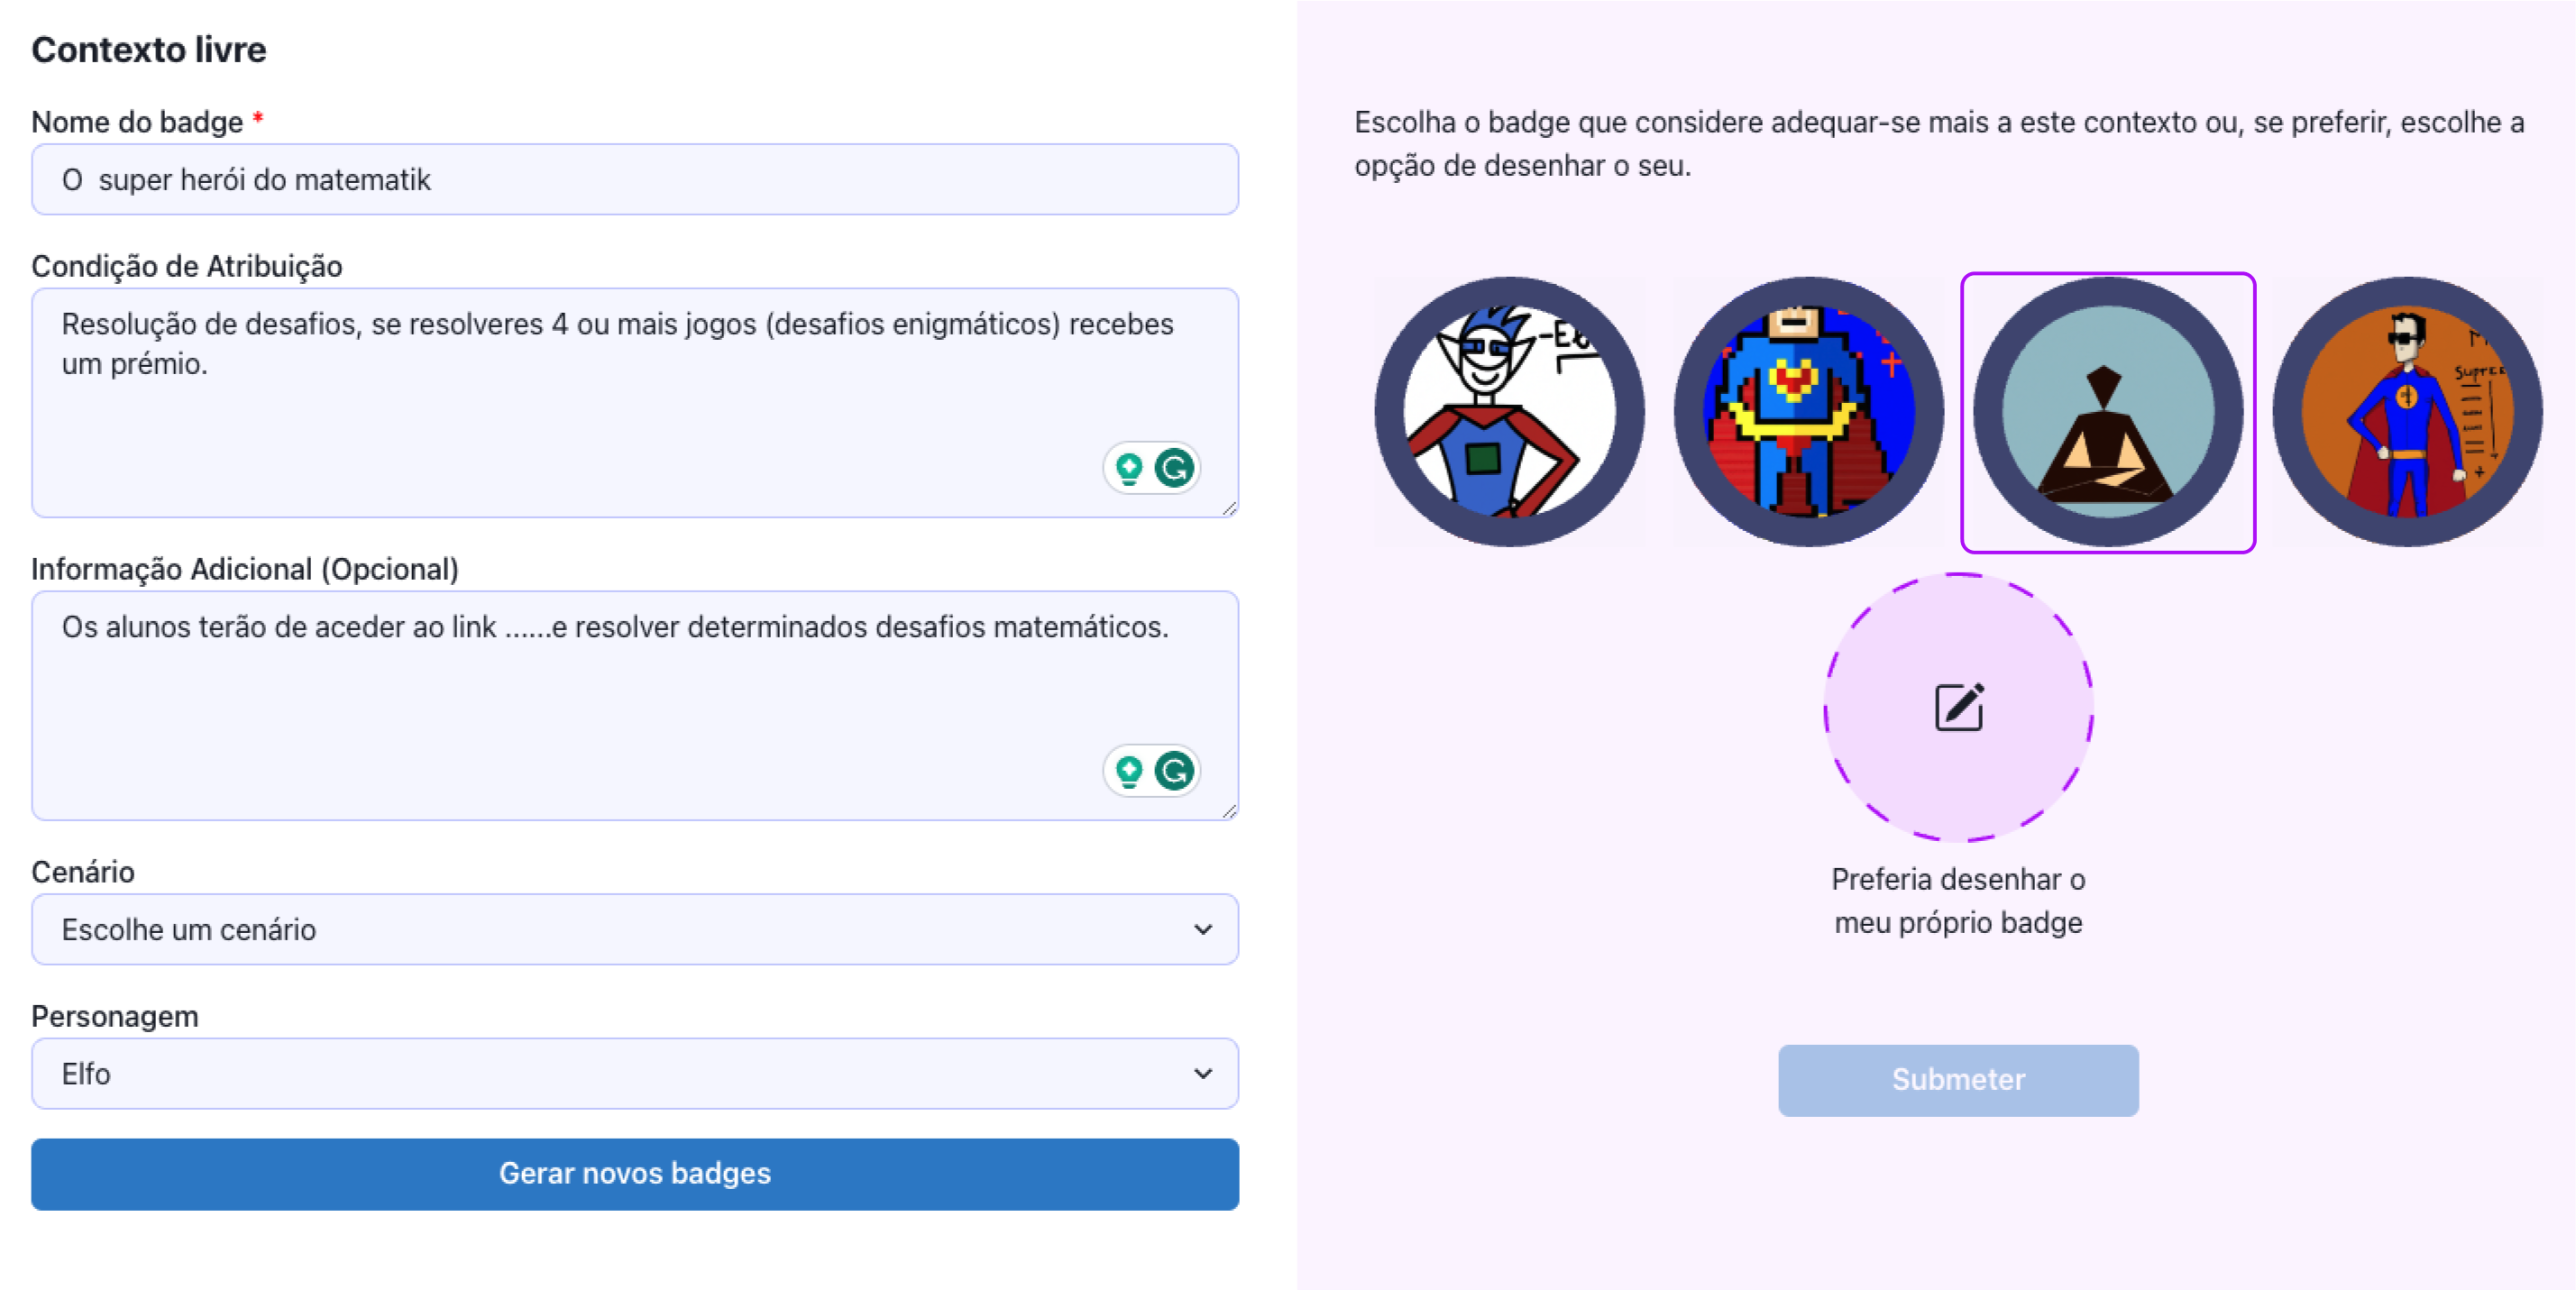 Contexto livre
Nome do badge *
O  super herói do matematik
Condição de Atribuição
Resolução de desafios, se resolveres 4 ou mais jogos (desafios enigmáticos) recebes
um prémio.
Informação Adicional (Opcional)
Os alunos terão de aceder ao link ......e resolver determinados desafios matemáticos.
Cenário
Escolhe um cenário
Personagem
Elfo
Gerar novos badges
Escolha o badge que considere adequar-se mais a este contexto ou, se preferir, escolhe a
opção de desenhar o seu.
Preferia desenhar o
meu próprio badge
Submeter